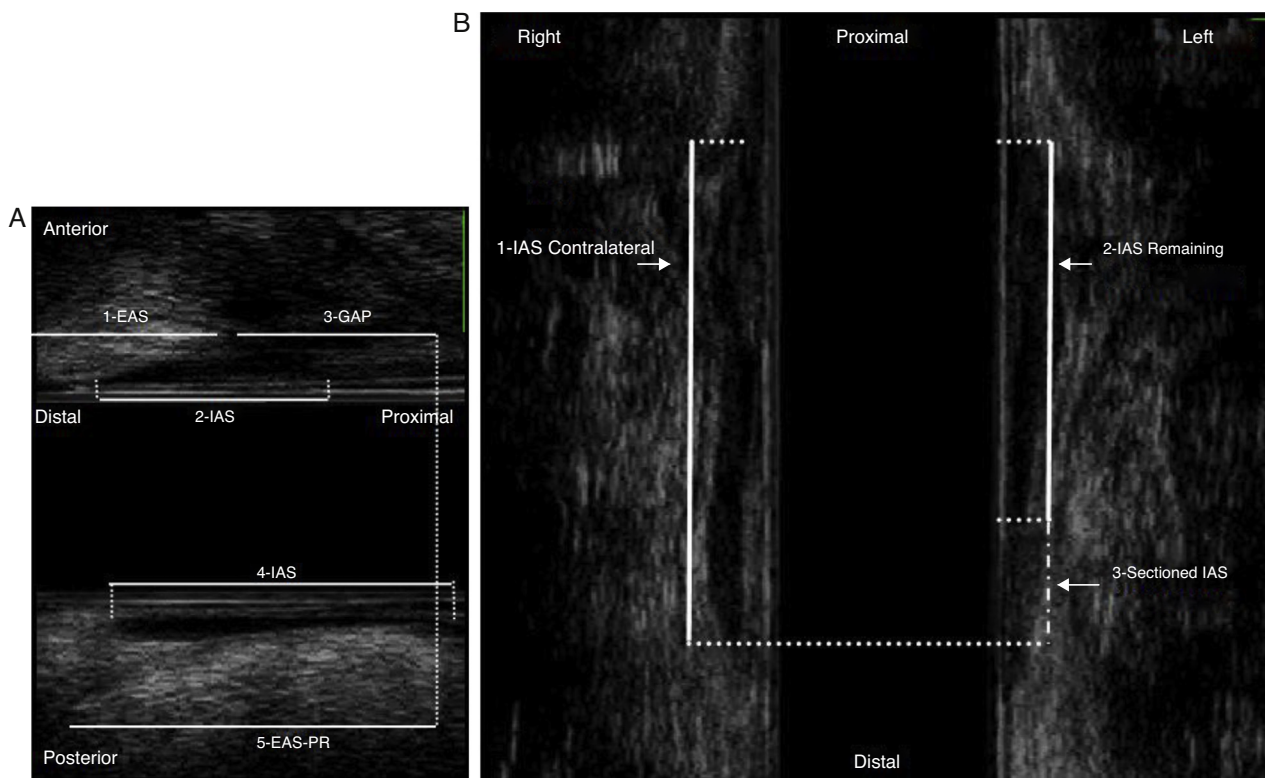 A
Anterior
1-EAS
3-GAP
Distal
2-IAS
Proximal
4-IAS
5-EAS-PR
Posterior
B
Right
Proximal
Left
1-IAS Contralateral
2-IAS Remaining
3-Sectioned IAS
Distal